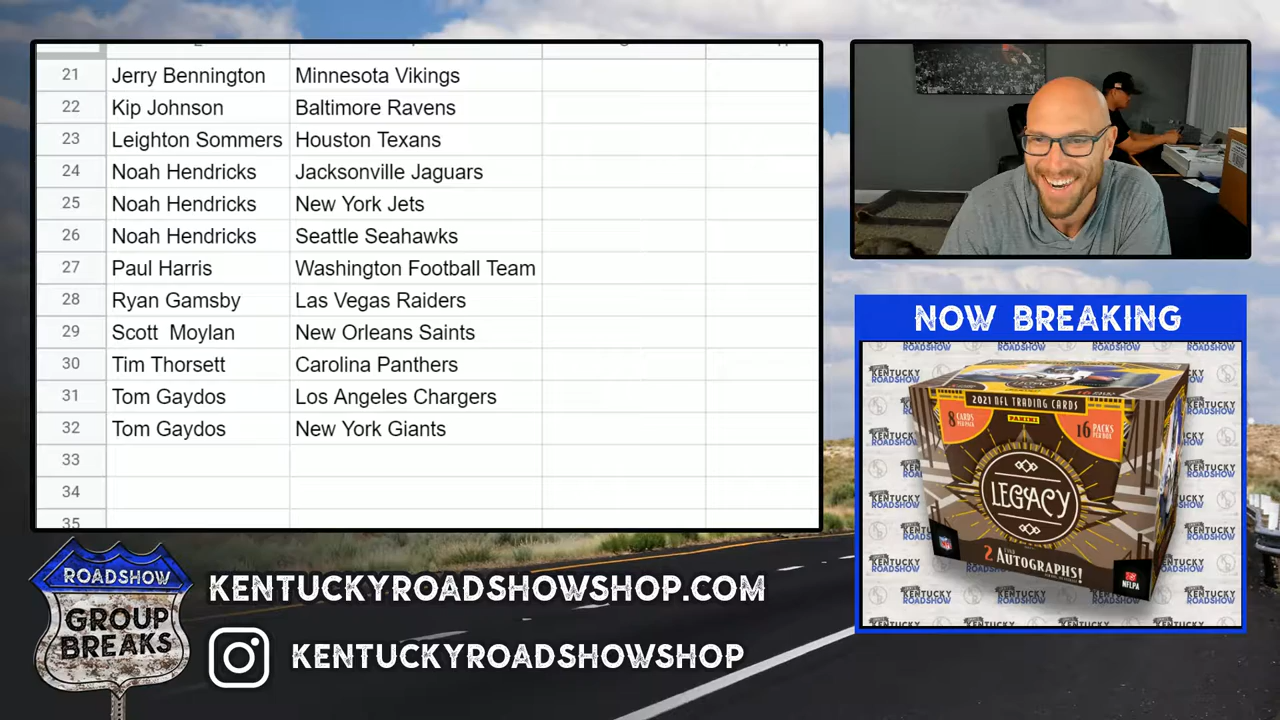 21 Jerry Bennington Minnesota Vikings
22 Kip Johnson Baltimore Ravens
23 Leighton Sommers Houston Texans
24 Noah Hendricks Jacksonville Jaguars
25 Noah Hendricks New York Jets
26 Noah Hendricks Seattle Seahawks
27 Paul Harris Washington Football Team
28 Ryan Gamsby Las Vegas Raiders
29 Scott  Moylan New Orleans Saints
30 Tim Thorsett Carolina Panthers
31 Tom Gaydos Los Angeles Chargers
32 Tom Gaydos New York Giants
33
34
35
NOW BREAKING
KENTUCKY
ROADSHOW
2021 NFL TRADING CARDS
PANINI
8 CARDS
PER PACK
16 PACKS
PER BOX
LEGACY
2 AUTOGRAPHS!
NFL
NFLPA
ROADSHOW
GROUP
BREAKS
KENTUCKYROADSHOWSHOP.COM
KENTUCKYROADSHOWSHOP